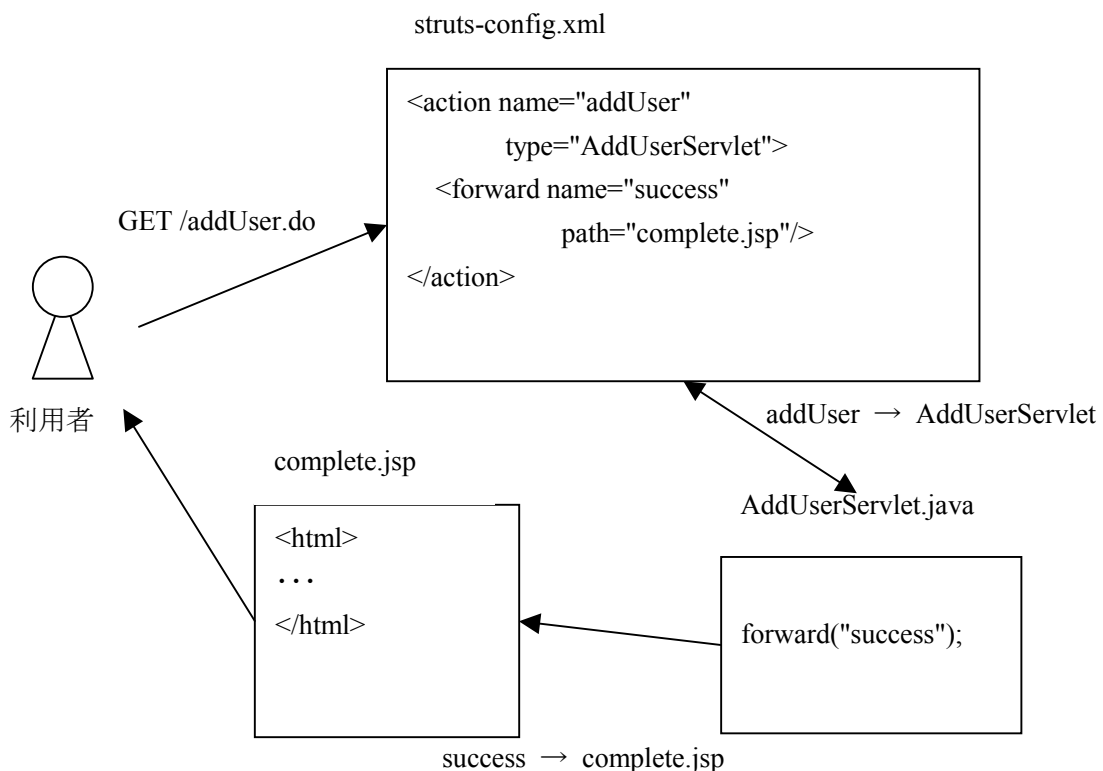 struts-config.xml
<action name="addUser"
type="AddUserServlet">
<forward name="success"
path="complete.jsp"/>
</action>
GET /addUser.do
利用者
addUser → AddUserServlet
complete.jsp
AddUserServlet.java
<html>
･･･
</html>
forward("success");
success → complete.jsp